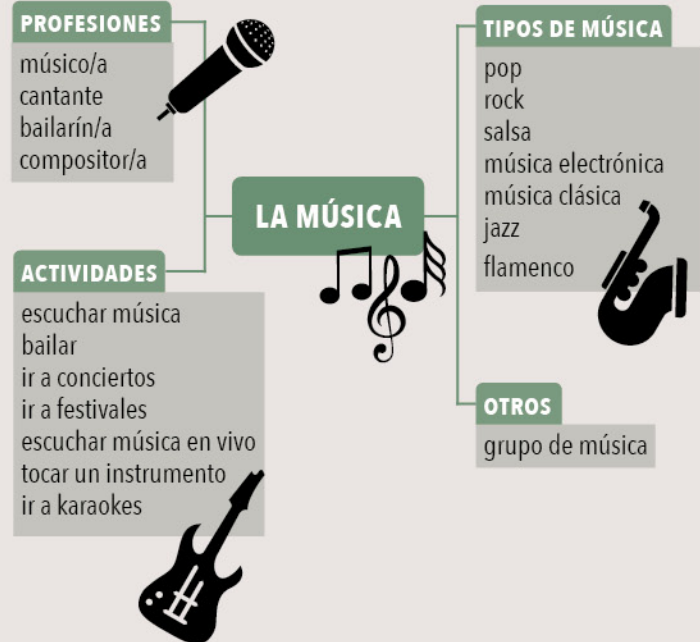 PROFESIONES
músico/a
cantante
bailarín/a
compositor/a
LA MÚSICA
ACTIVIDADES
escuchar música
bailar
ir a conciertos
ir a festivales
escuchar música en vivo
tocar un instrumento
ir a karaokes
TIPOS DE MÚSICA
pop
rock
salsa
música electrónica
música clásica
jazz
flamenco
OTROS
grupo de música